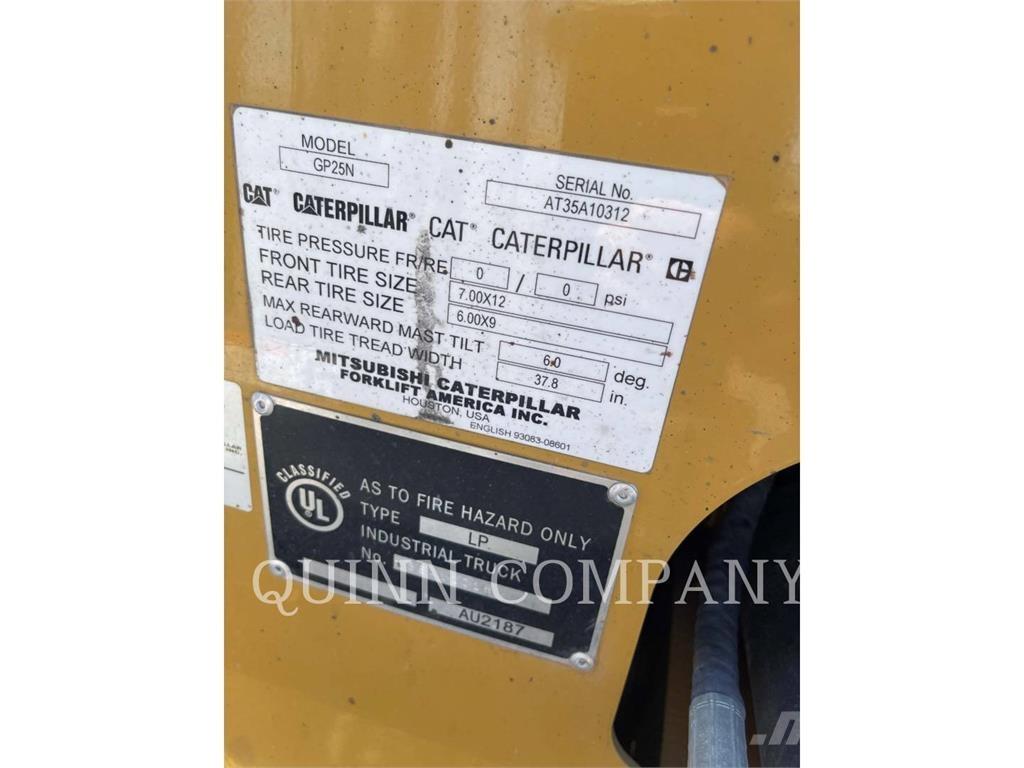 MODEL
GP25N
SERIAL No.
AT35A10312
CAT® CATERPILLAR® CAT® CATERPILLAR® C
TIRE PRESSURE FR/RE 0 / 0 psi
FRONT TIRE SIZE 7.00X12
REAR TIRE SIZE 6.00X9
MAX REARWARD MAST TILT 6.0 deg.
LOAD TIRE TREAD WIDTH 37.8 in.
MITSUBISHI CATERPILLAR
FORKLIFT AMERICA INC.
HOUSTON, USA
ENGLISH 93083-08601
CLASSIFIED
UL®
AS TO FIRE HAZARD ONLY
TYPE LP
INDUSTRIAL TRUCK
No.
AU2187
QUINN COMPANY